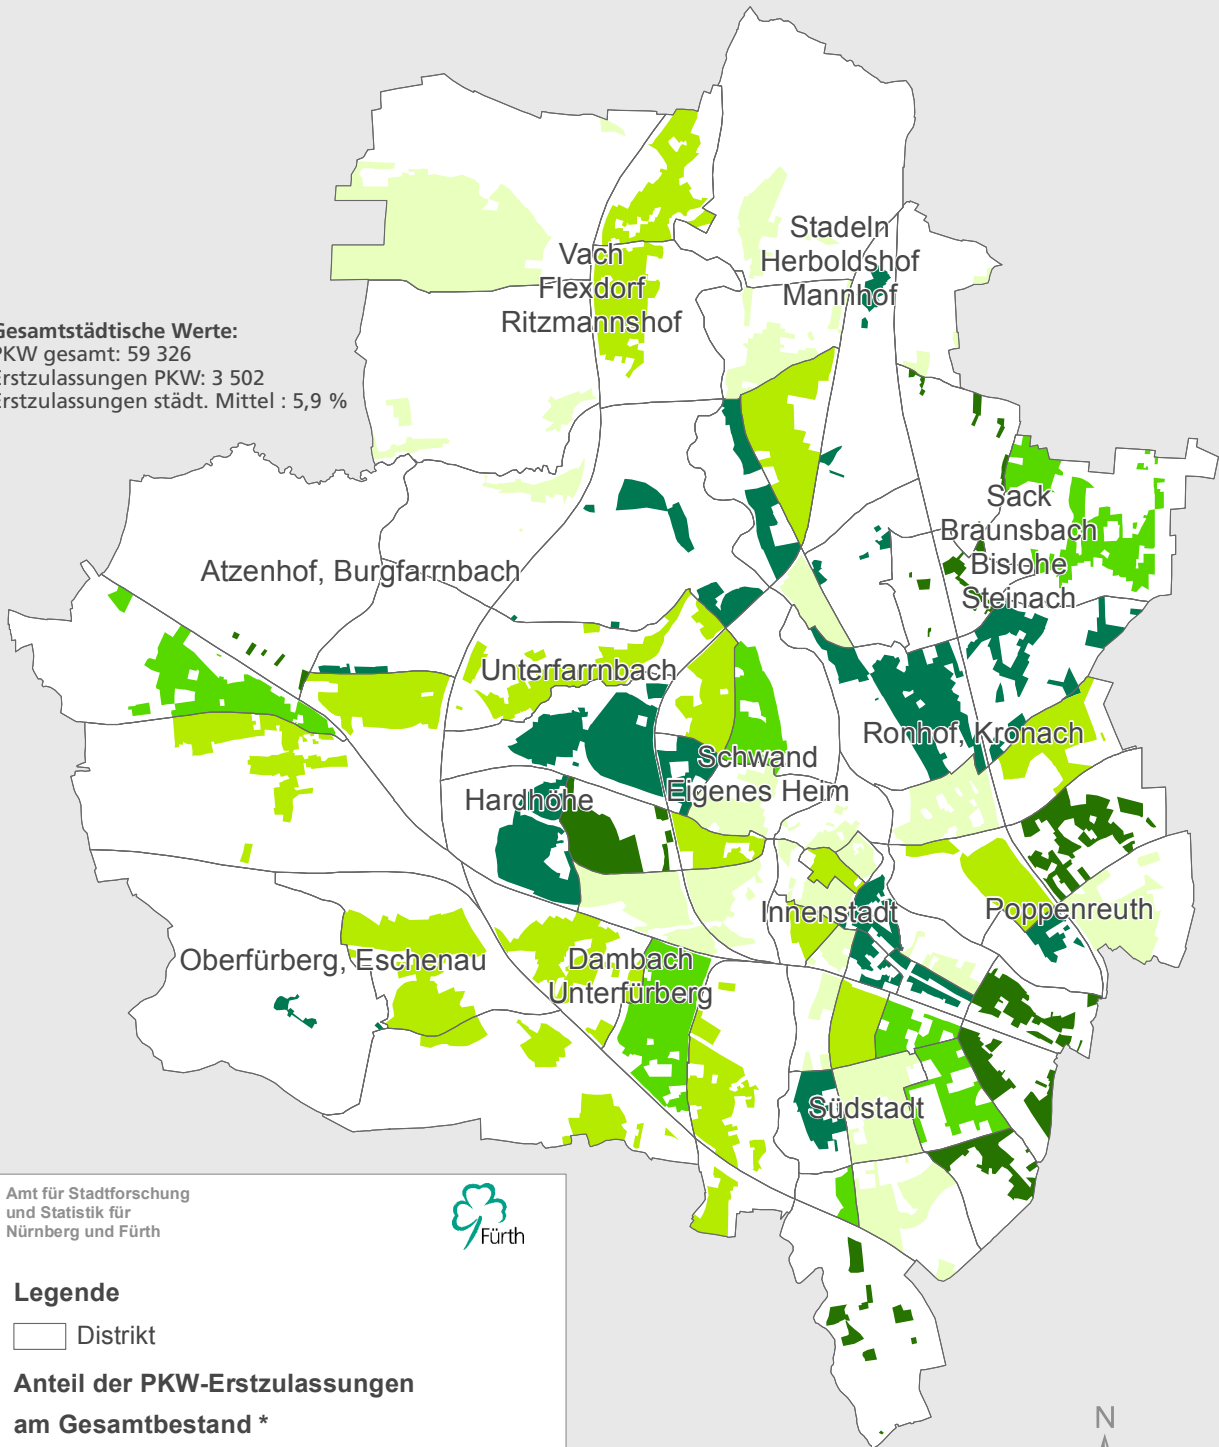 Stadeln
Herboldshof
Mannhof
Vach
Flexdorf
Ritzmannshof
Gesamtstädtische Werte:
PKW gesamt: 59 326
Erstzulassungen PKW: 3 502
Erstzulassungen städt. Mittel : 5,9 %
Sack
Braunsbach
Bislohe
Steinach
Atzenhof, Burgfarrnbach
Unterfarrnbach
Ronhof, Kronach
Schwand
Eigenes Heim
Hardhöhe
Innenstadt
Poppenreuth
Oberfürberg, Eschenau
Dambach
Unterfürberg
Südstadt
Amt für Stadtforschung
und Statistik für
Nürnberg und Fürth
Fürth
Legende
Distrikt
Anteil der PKW-Erstzulassungen
am Gesamtbestand *
N